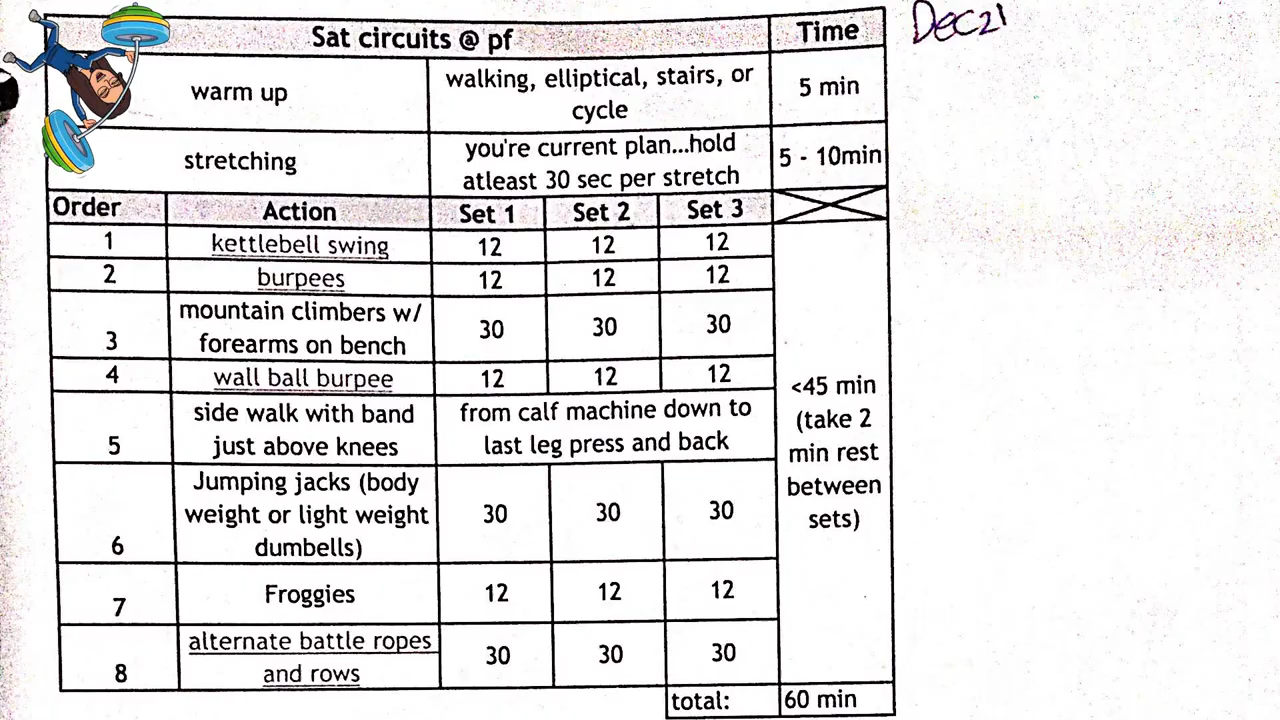 Dec 21
Sat circuits @ pf Time
warm up walking, elliptical, stairs, or cycle 5 min
stretching you're current plan...hold atleast 30 sec per stretch 5 - 10min
Order Action Set 1 Set 2 Set 3
1 kettlebell swing 12 12 12
2 burpees 12 12 12
3 mountain climbers w/ forearms on bench 30 30 30
4 wall ball burpee 12 12 12
5 side walk with band just above knees from calf machine down to last leg press and back
6 Jumping jacks (body weight or light weight dumbells) 30 30 30
7 Froggies 12 12 12
8 alternate battle ropes and rows 30 30 30
<45 min (take 2 min rest between sets)
total: 60 min